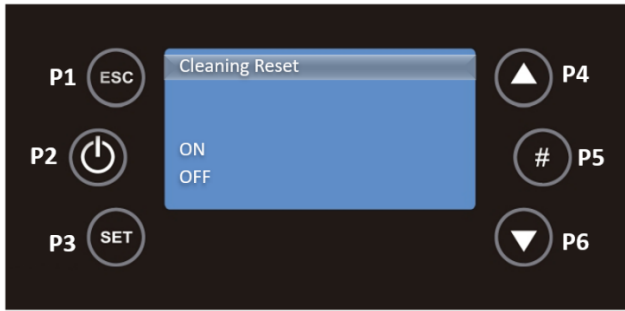 Cleaning Reset
P1 ESC
P4
P2
ON
# P5
OFF
P3 SET
P6